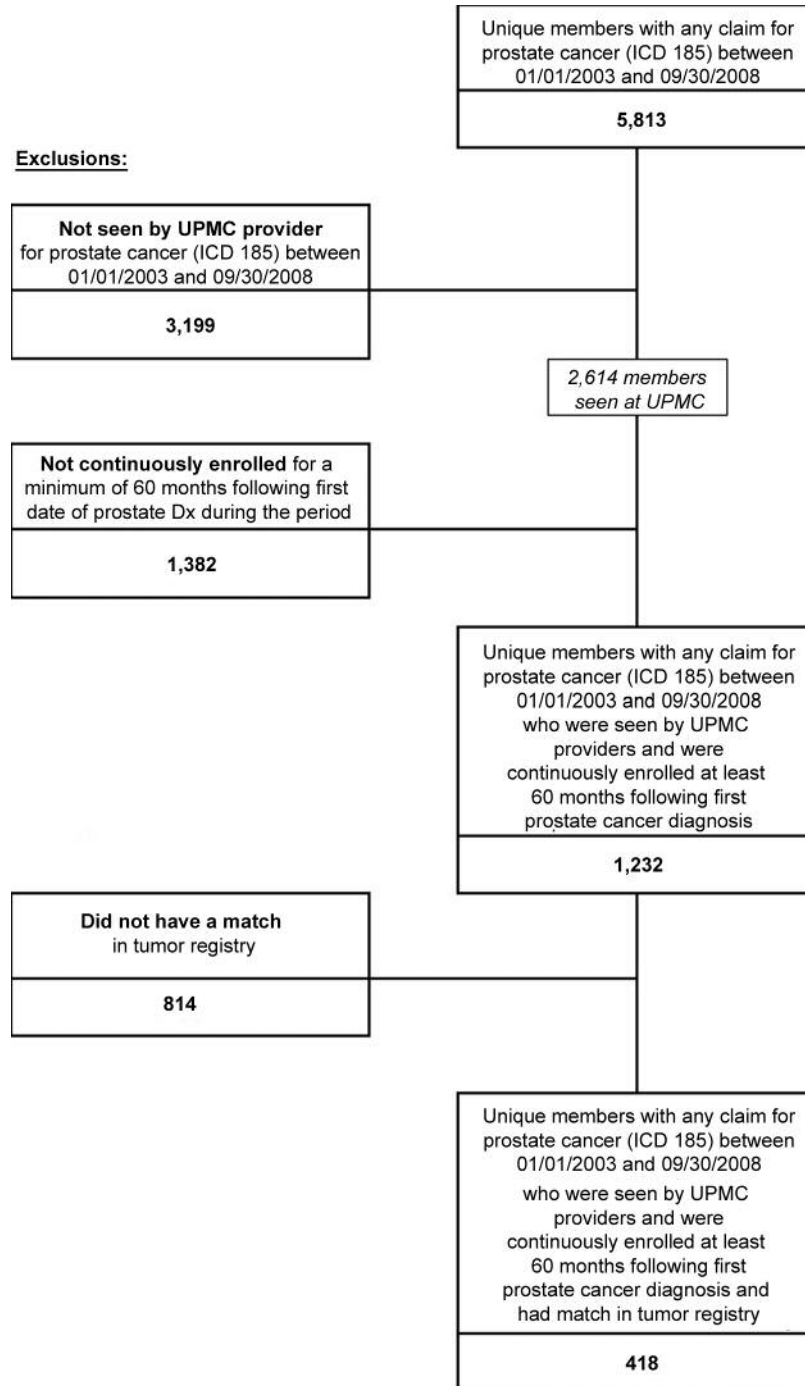 Unique members with any claim for
prostate cancer (ICD 185) between
01/01/2003 and 09/30/2008
5,813
Exclusions:
Not seen by UPMC provider
for prostate cancer (ICD 185) between
01/01/2003 and 09/30/2008
3,199
2,614 members
seen at UPMC
Not continuously enrolled for a
minimum of 60 months following first
date of prostate Dx during the period
1,382
Unique members with any claim for
prostate cancer (ICD 185) between
01/01/2003 and 09/30/2008
who were seen by UPMC
providers and were
continuously enrolled at least
60 months following first
prostate cancer diagnosis
1,232
Did not have a match
in tumor registry
814
Unique members with any claim for
prostate cancer (ICD 185) between
01/01/2003 and 09/30/2008
who were seen by UPMC
providers and were
continuously enrolled at least
60 months following first
prostate cancer diagnosis and
had match in tumor registry
418